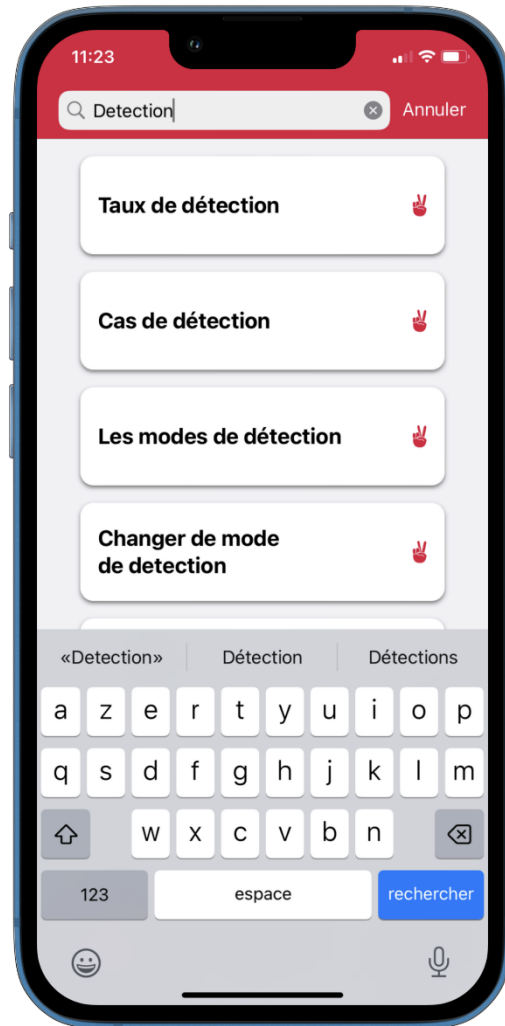 11:23
Detection
Annuler
Taux de détection
Cas de détection
Les modes de détection
Changer de mode
de detection
«Detection» Détection Détections
a z e r t y u i o p
q s d f g h j k l m
w x c v b n
123 espace rechercher